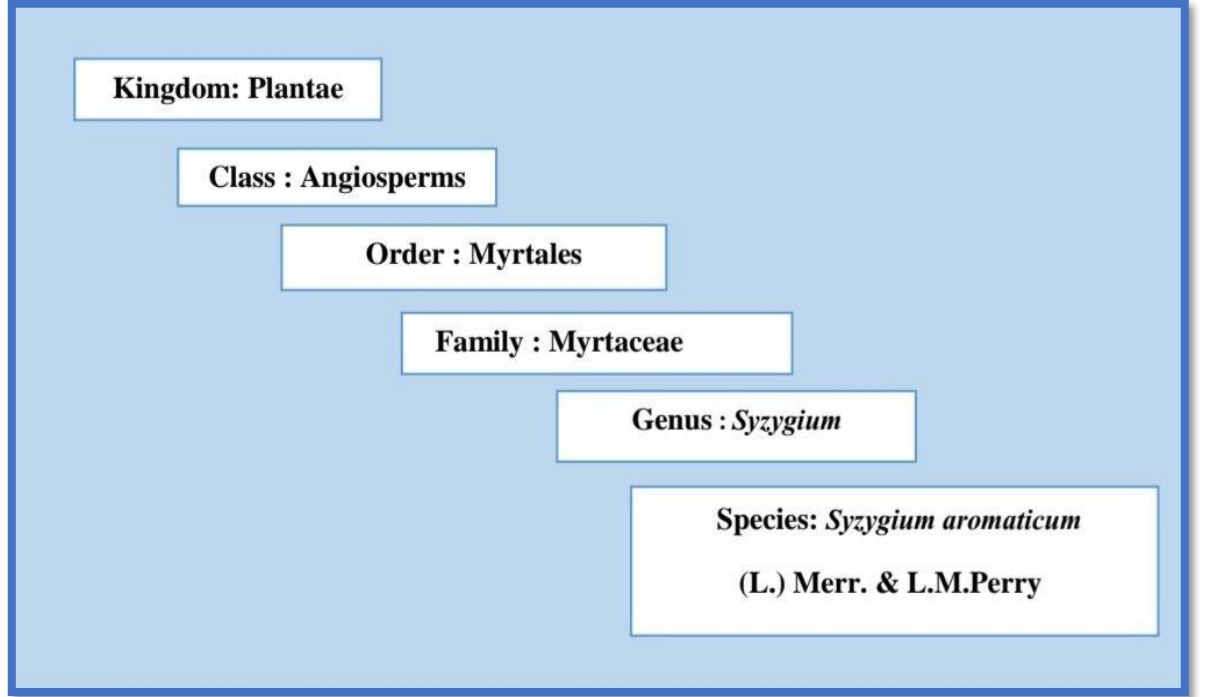 Kingdom: Plantae
Class : Angiosperms
Order : Myrtales
Family : Myrtaceae
Genus : Syzygium
Species: Syzygium aromaticum
(L.) Merr. & L.M.Perry